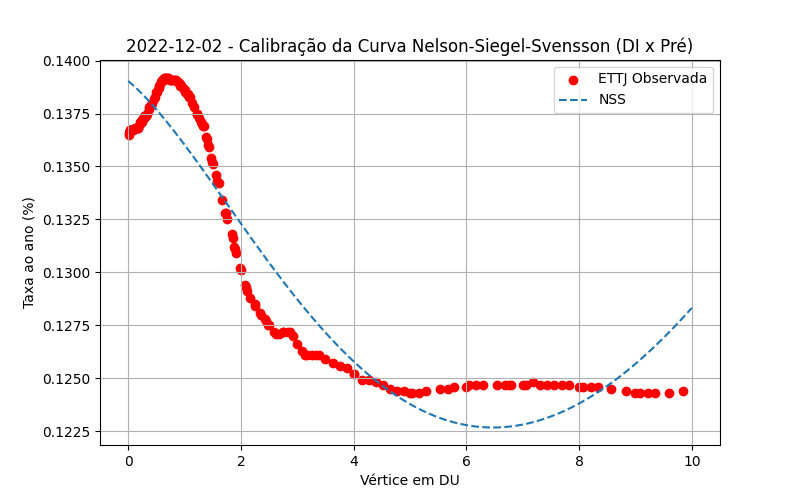 2022-12-02 - Calibração da Curva Nelson-Siegel-Svensson (DI x Pré)
ETTJ Observada
NSS
Taxa ao ano (%)
0.1400
0.1375
0.1350
0.1325
0.1300
0.1275
0.1250
0.1225
0 2 4 6 8 10
Vértice em DU